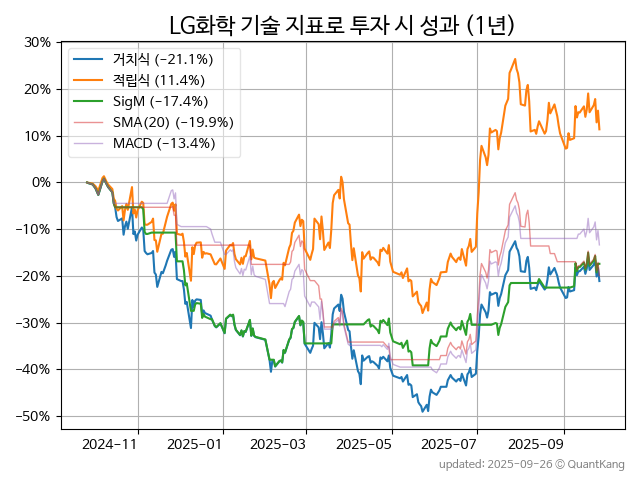 LG화학 기술 지표로 투자 시 성과 (1년)
30%
20%
10%
0%
−10%
−20%
−30%
−40%
−50%
거치식 (−21.1%)
적립식 (11.4%)
SigM (−17.4%)
SMA(20) (−19.9%)
MACD (−13.4%)
2024-11 2025-01 2025-03 2025-05 2025-07 2025-09
updated: 2025-09-26 © QuantKang